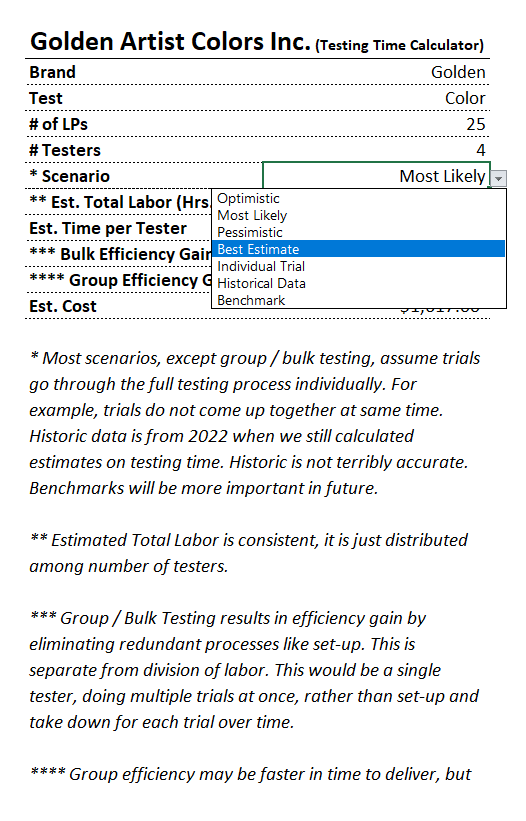 Golden Artist Colors Inc. (Testing Time Calculator)
Brand Golden
Test Color
# of LPs 25
# Testers 4
* Scenario Most Likely
** Est. Total Labor (Hrs.
Optimistic
Most Likely
Est. Time per Tester
Pessimistic
*** Bulk Efficiency Gain
Best Estimate
Individual Trial
**** Group Efficiency G
Historical Data
Est. Cost
Benchmark
* Most scenarios, except group / bulk testing, assume trials
go through the full testing process individually. For
example, trials do not come up together at same time.
Historic data is from 2022 when we still calculated
estimates on testing time. Historic is not terribly accurate.
Benchmarks will be more important in future.
** Estimated Total Labor is consistent, it is just distributed
among number of testers.
*** Group / Bulk Testing results in efficiency gain by
eliminating redundant processes like set-up. This is
separate from division of labor. This would be a single
tester, doing multiple trials at once, rather than set-up and
take down for each trial over time.
**** Group efficiency may be faster in time to deliver, but